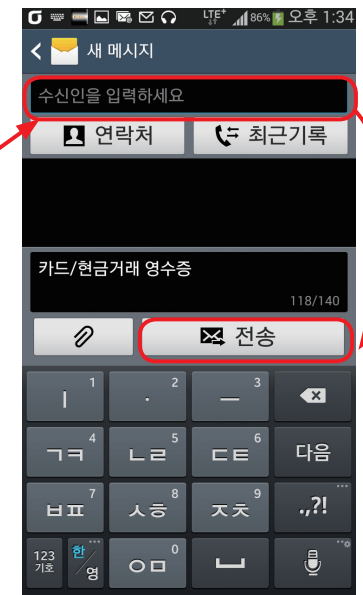 LTE+ 86% 오후 1:34
새 메시지
수신인을 입력하세요
연락처 최근기록
카드/현금거래 영수증
118/140
전송
ㅣ 1 · 2 ㅡ 3
ㄱㅋ 4 ㄴㄹ 5 ㄷㅌ 6 다음
ㅂㅍ 7 ㅅㅎ 8 ㅈㅊ 9 .,?!
123 기호 한/영 ㅇㅁ 0